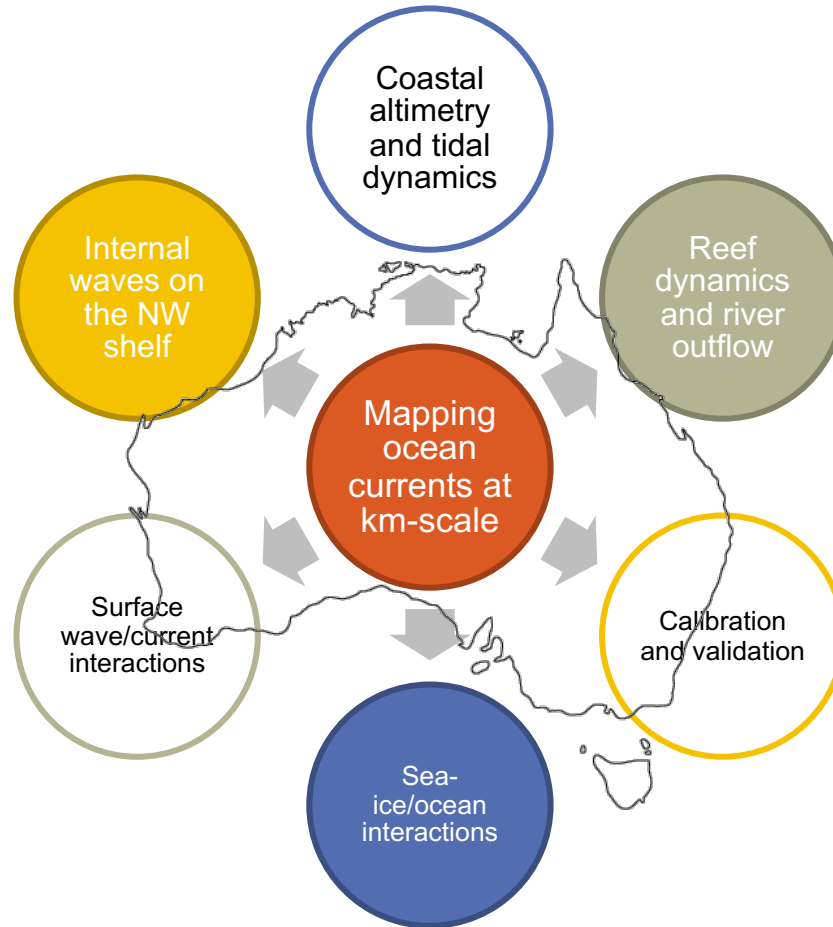 Coastal
altimetry
and tidal
dynamics
Internal
waves on
the NW
shelf
Reef
dynamics
and river
outflow
Mapping
ocean
currents at
km-scale
Surface
wave/current
interactions
Calibration
and validation
Sea-
ice/ocean
interactions